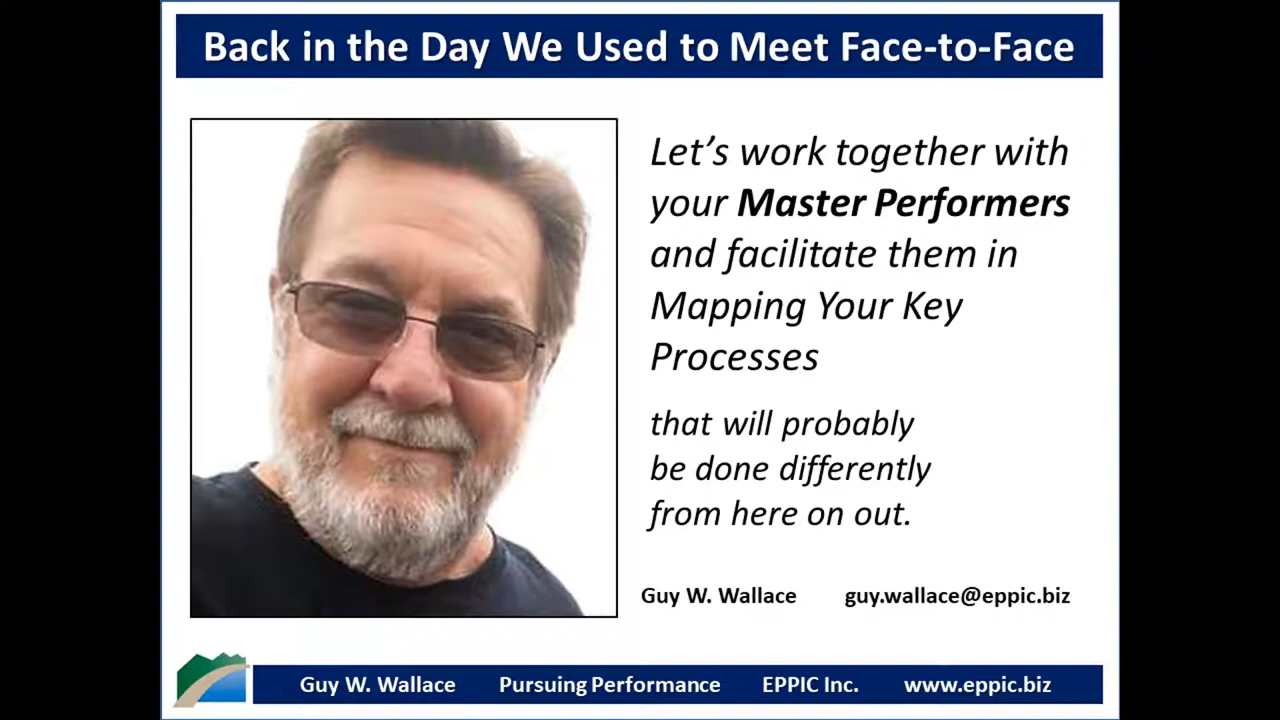 Back in the Day We Used to Meet Face-to-Face
Let's work together with
your Master Performers
and facilitate them in
Mapping Your Key
Processes
that will probably
be done differently
from here on out.
Guy W. Wallace guy.wallace@eppic.biz
Guy W. Wallace Pursuing Performance EPPIC Inc. www.eppic.biz